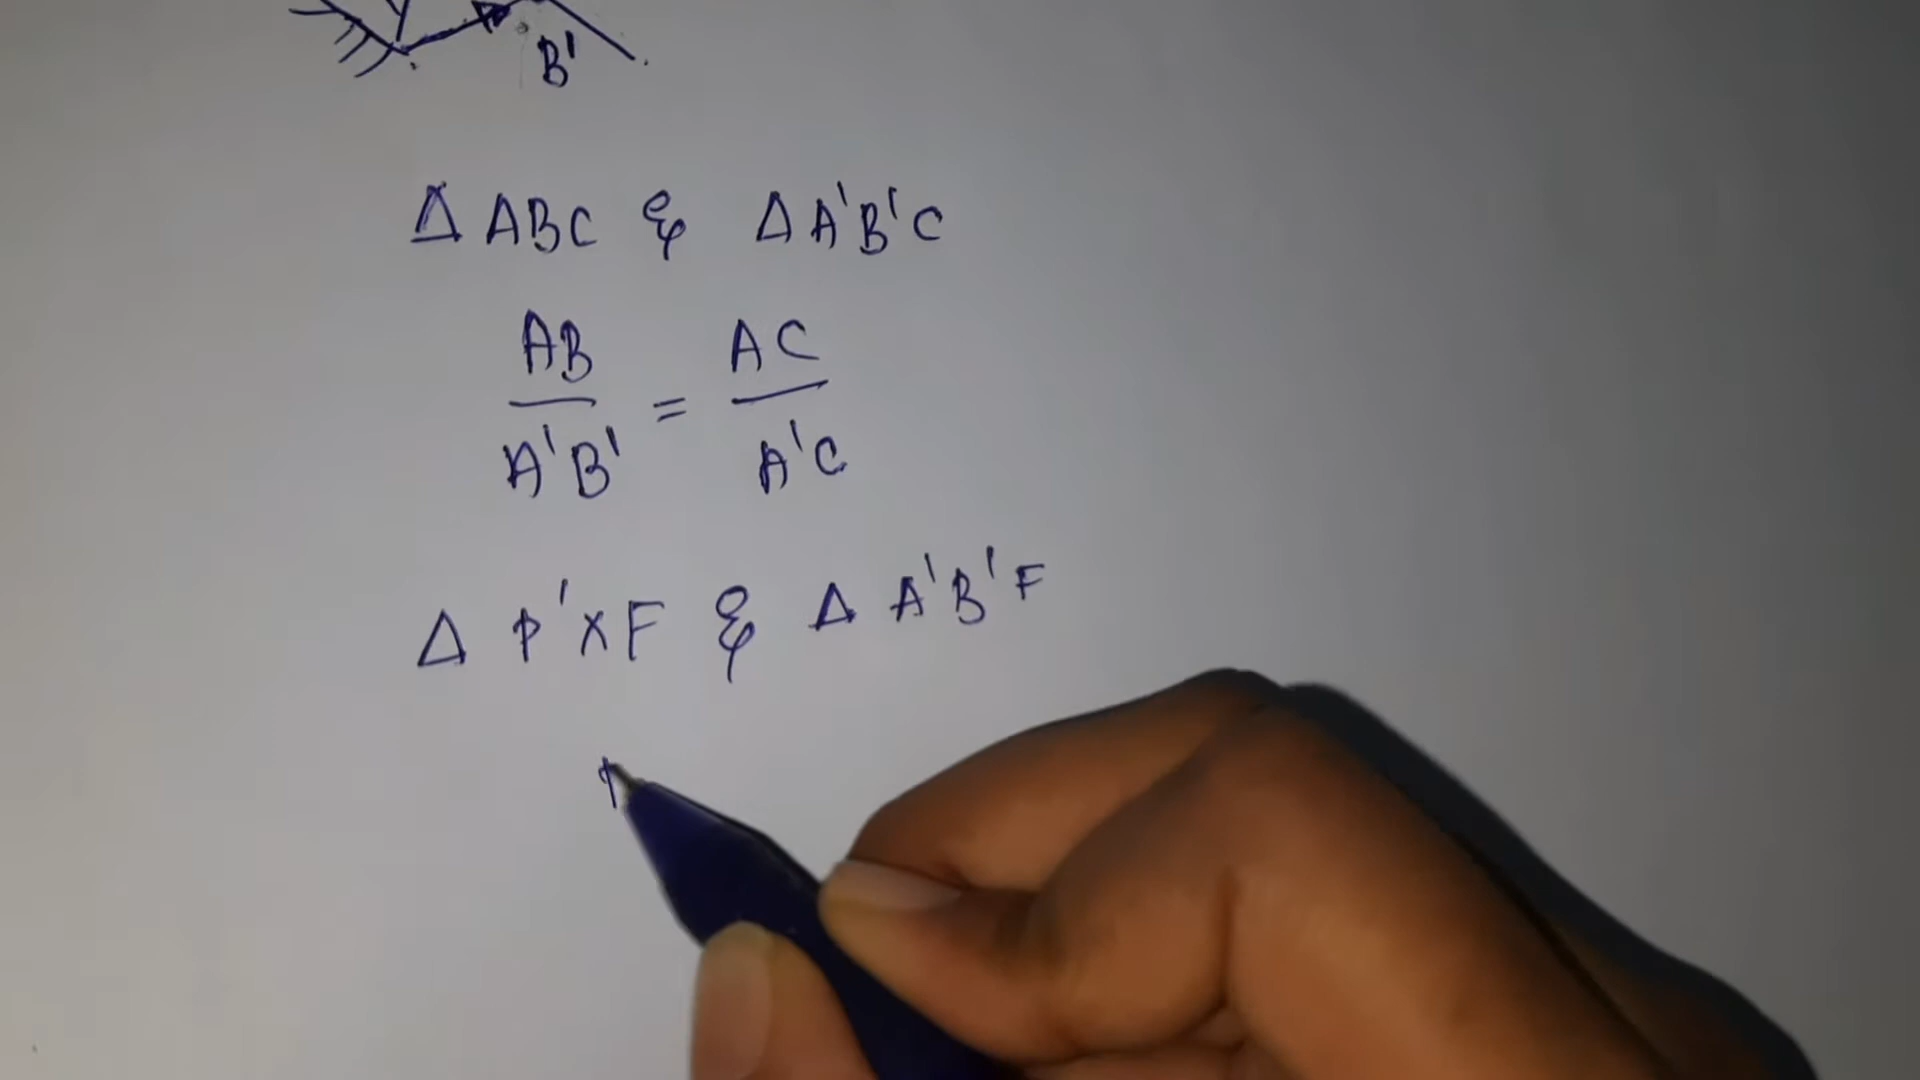 B'
Δ ABC & Δ A'B'C
AB / A'B' = AC / A'C
Δ P'XF & Δ A'B'F